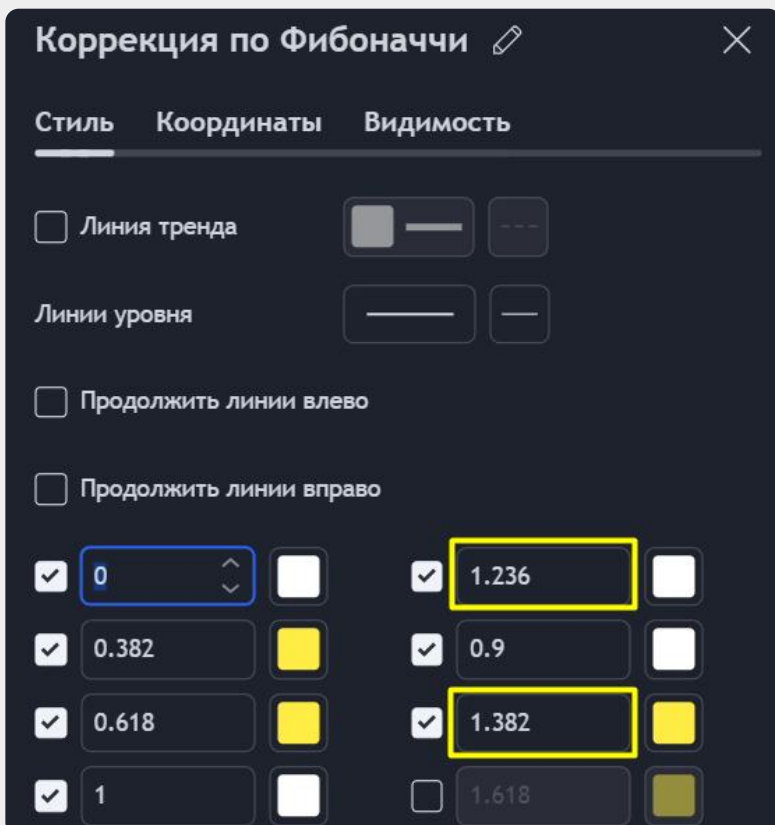 Коррекция по Фибоначчи
Стиль Координаты Видимость
Линия тренда
Линии уровня
Продолжить линии влево
Продолжить линии вправо
0 1.236
0.382 0.9
0.618 1.382
1 1.618